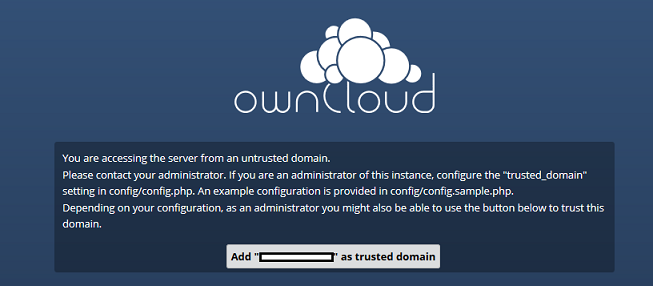 ownCloud
You are accessing the server from an untrusted domain.
Please contact your administrator. If you are an administrator of this instance, configure the "trusted_domain"
setting in config/config.php. An example configuration is provided in config/config.sample.php.
Depending on your configuration, as an administrator you might also be able to use the button below to trust this
domain.
Add "" as trusted domain